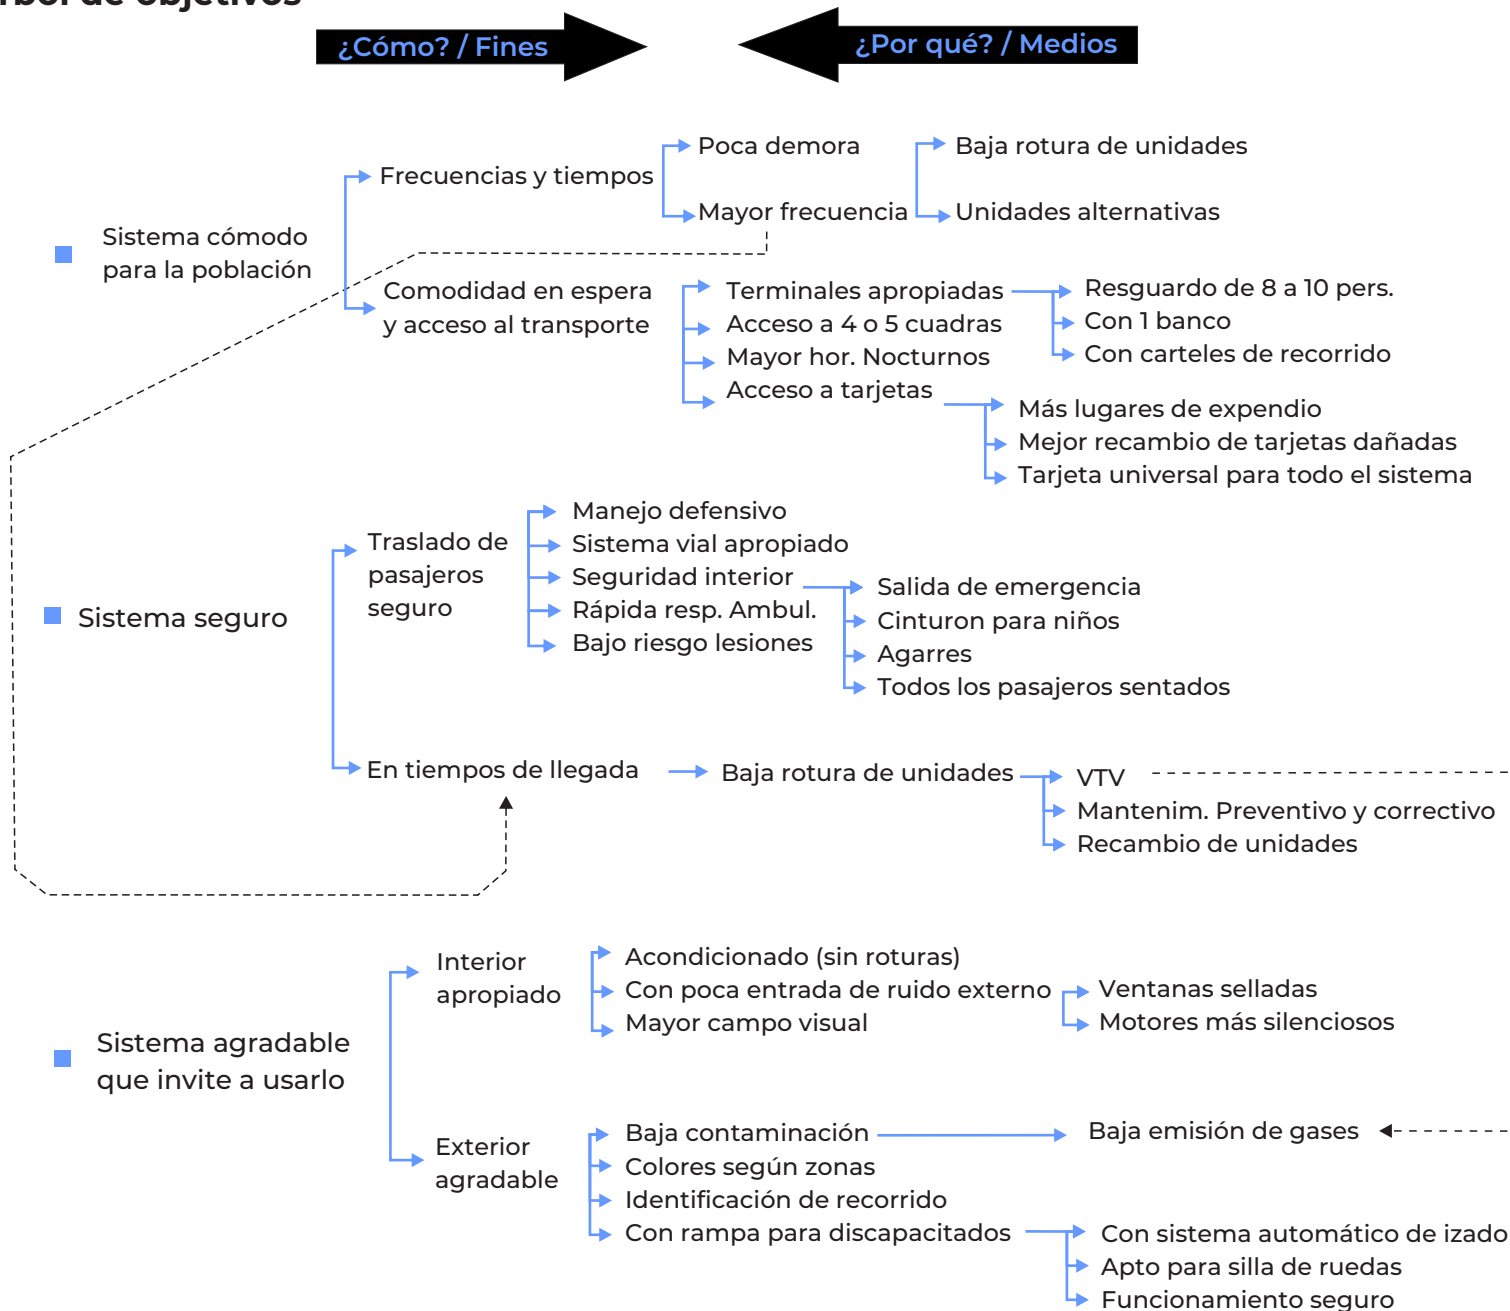 rbol de objetivos
¿Cómo? / Fines
¿Por qué? / Medios
Sistema cómodo
para la población
Frecuencias y tiempos
Poca demora
Mayor frecuencia
Baja rotura de unidades
Unidades alternativas
Comodidad en espera
y acceso al transporte
Terminales apropiadas
Acceso a 4 o 5 cuadras
Mayor hor. Nocturnos
Acceso a tarjetas
Resguardo de 8 a 10 pers.
Con 1 banco
Con carteles de recorrido
Más lugares de expendio
Mejor recambio de tarjetas dañadas
Tarjeta universal para todo el sistema
Sistema seguro
Traslado de
pasajeros
seguro
Manejo defensivo
Sistema vial apropiado
Seguridad interior
Rápida resp. Ambul.
Bajo riesgo lesiones
Salida de emergencia
Cinturon para niños
Agarres
Todos los pasajeros sentados
En tiempos de llegada
Baja rotura de unidades
VTV
Mantenim. Preventivo y correctivo
Recambio de unidades
Sistema agradable
que invite a usarlo
Interior
apropiado
Acondicionado (sin roturas)
Con poca entrada de ruido externo
Mayor campo visual
Ventanas selladas
Motores más silenciosos
Exterior
agradable
Baja contaminación
Colores según zonas
Identificación de recorrido
Con rampa para discapacitados
Baja emisión de gases
Con sistema automático de izado
Apto para silla de ruedas
Funcionamiento seguro